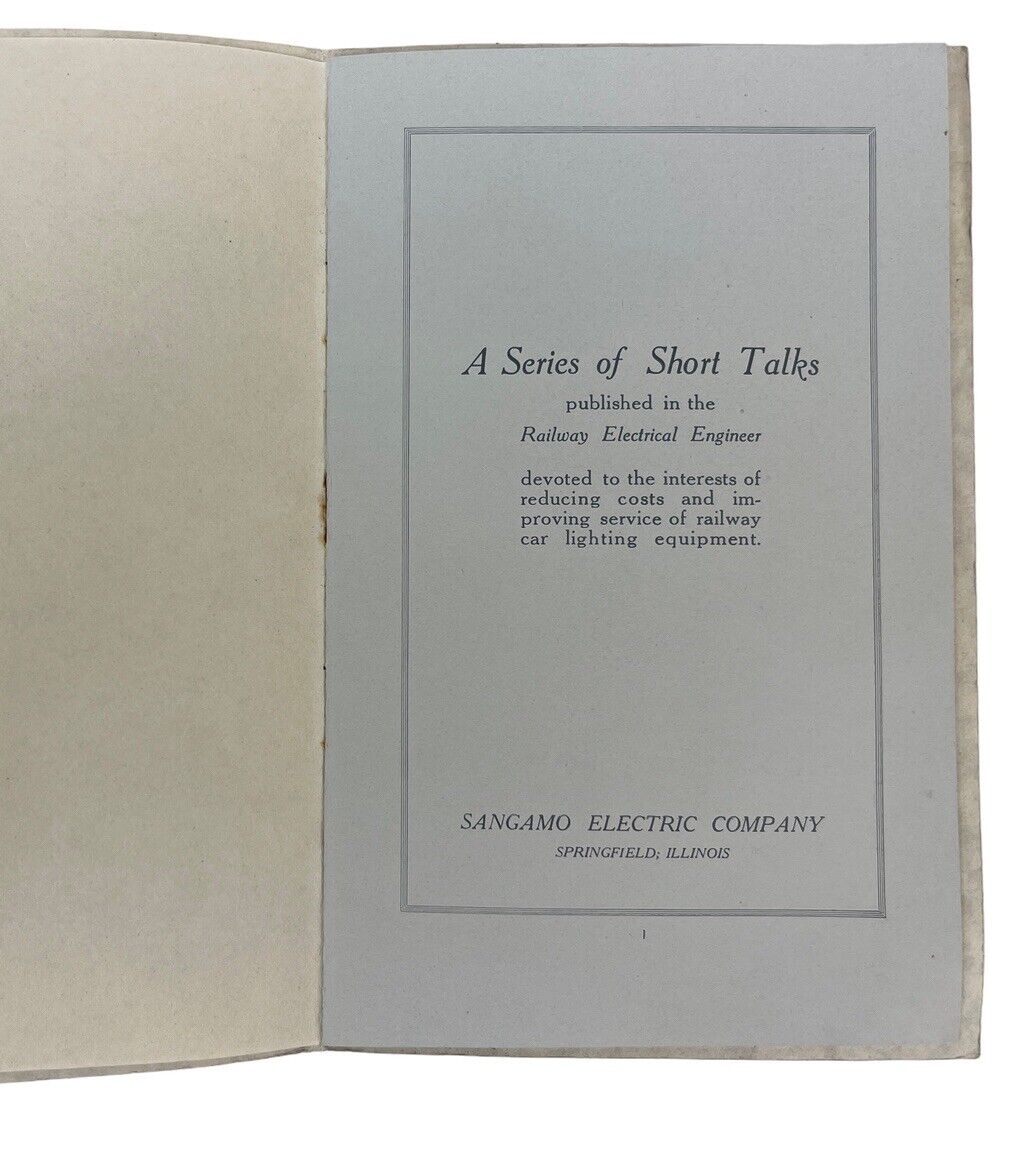 A Series of Short Talks
published in the
Railway Electrical Engineer
devoted to the interests of
reducing costs and im-
proving service of railway
car lighting equipment.
SANGAMO ELECTRIC COMPANY
SPRINGFIELD; ILLINOIS
1